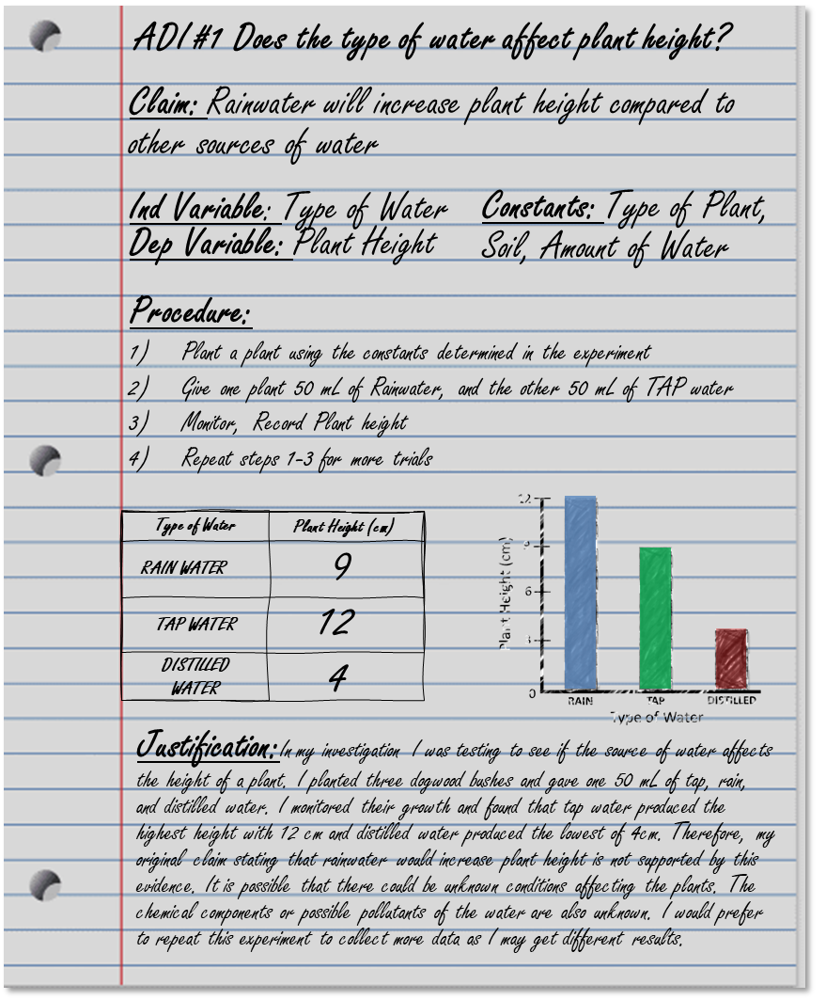 ADI #1 Does the type of water affect plant height?
Claim: Rainwater will increase plant height compared to
other sources of water
Ind Variable: Type of Water
Dep Variable: Plant Height
Constants: Type of Plant,
Soil, Amount of Water
Procedure:
1) Plant a plant using the constants determined in the experiment
2) Give one plant 50 mL of Rainwater, and the other 50 mL of TAP water
3) Monitor, Record Plant height
4) Repeat steps 1-3 for more trials
Type of Water Plant Height (cm)
RAIN WATER 9
TAP WATER 12
DISTILLED
WATER 4
Plant Height (cm)
12
9
6
0
RAIN TAP DISTILLED
Type of Water
Justification: In my investigation I was testing to see if the source of water affects
the height of a plant. I planted three dogwood bushes and gave one 50 mL of tap, rain,
and distilled water. I monitored their growth and found that tap water produced the
highest height with 12 cm and distilled water produced the lowest of 4cm. Therefore, my
original claim stating that rainwater would increase plant height is not supported by this
evidence. It is possible that there could be unknown conditions affecting the plants. The
chemical components or possible pollutants of the water are also unknown. I would prefer
to repeat this experiment to collect more data as I may get different results.